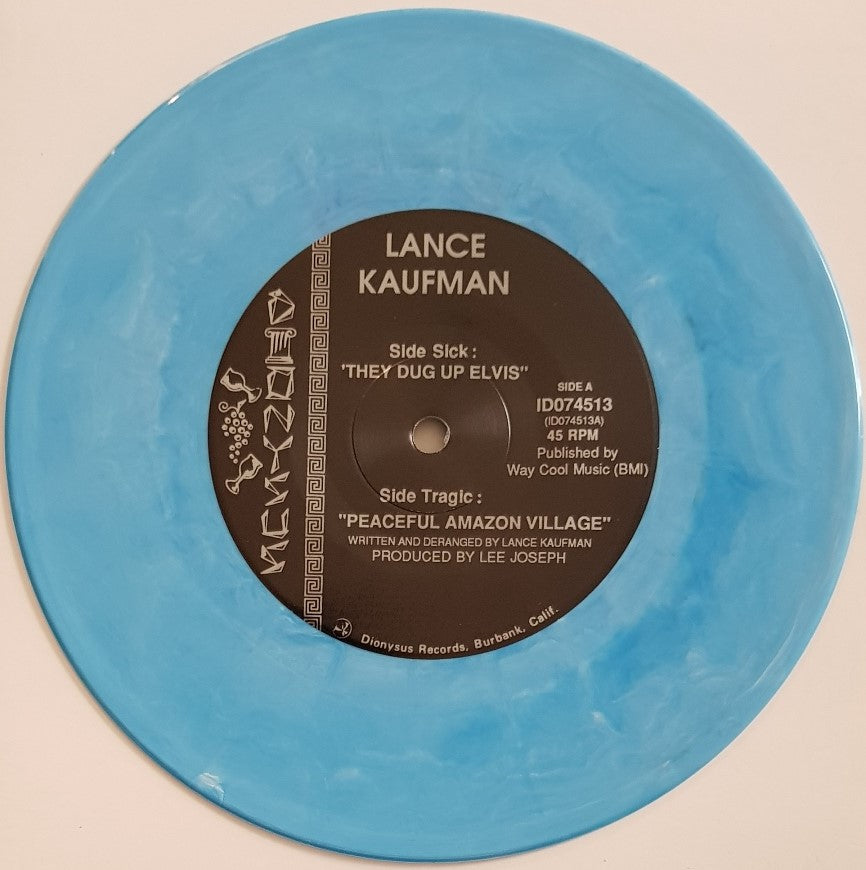 LANCE
KAUFMAN
Side Sick :
'THEY DUG UP ELVIS"
SIDE A
ID074513
(ID074513A)
45 RPM
Published by
Way Cool Music (BMI)
Side Tragic :
"PEACEFUL AMAZON VILLAGE"
WRITTEN AND DERANGED BY LANCE KAUFMAN
PRODUCED BY LEE JOSEPH
Dionysus Records, Burbank, Calif.